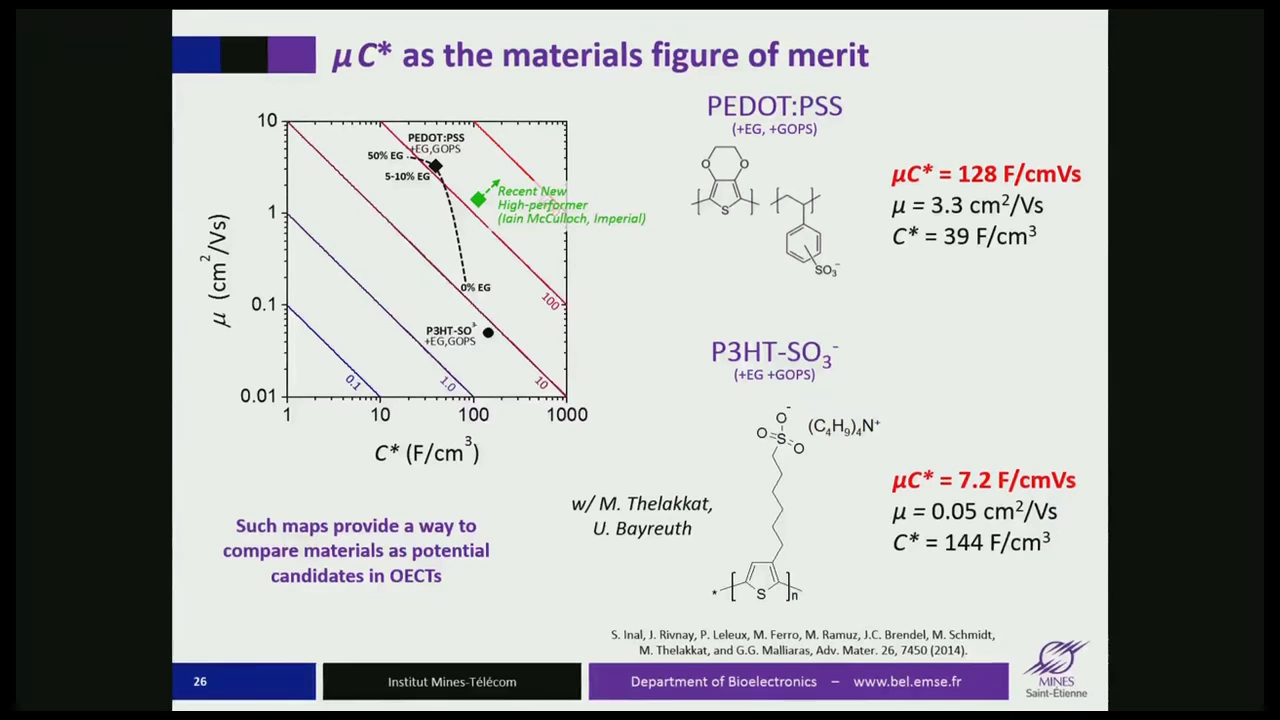 μC* as the materials figure of merit
10
1
0.1
0.01
μ (cm²/Vs)
1
10
100
1000
C* (F/cm³)
PEDOT:PSS
+EG,GOPS
50% EG
5-10% EG
Recent New
High-performer
(Iain McCulloch, Imperial)
0% EG
P3HT-SO³⁻
+EG,GOPS
0.1
1.0
10
100
Such maps provide a way to
compare materials as potential
candidates in OECTs
PEDOT:PSS
(+EG, +GOPS)
O
O
S
SO₃⁻
μC* = 128 F/cmVs
μ = 3.3 cm²/Vs
C* = 39 F/cm³
P3HT-SO₃⁻
(+EG +GOPS)
O⁻
O=S=O
(C₄H₉)₄N⁺
* S n *
w/ M. Thelakkat,
U. Bayreuth
μC* = 7.2 F/cmVs
μ = 0.05 cm²/Vs
C* = 144 F/cm³
S. Inal, J. Rivnay, P. Leleux, M. Ferro, M. Ramuz, J.C. Brendel, M. Schmidt,
M. Thelakkat, and G.G. Malliaras, Adv. Mater. 26, 7450 (2014).
26
Institut Mines-Télécom
Department of Bioelectronics – www.bel.emse.fr
MINES
Saint-Étienne